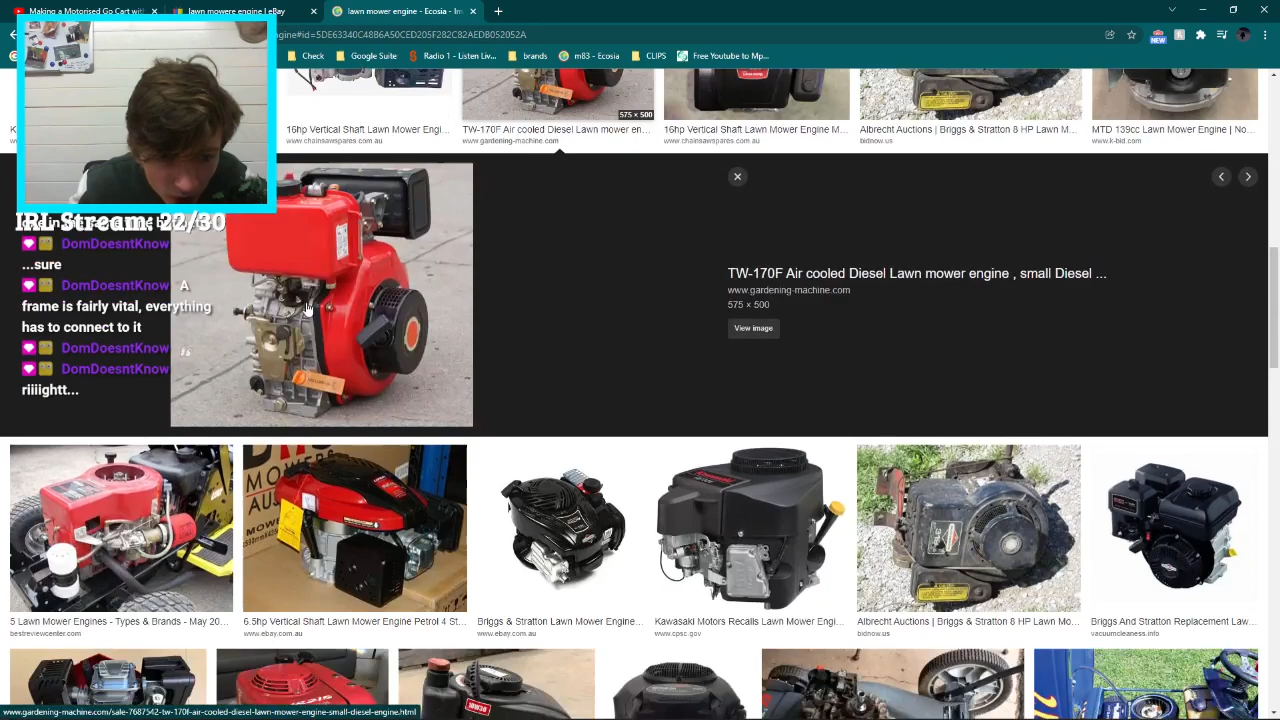 Making a Motorised Go Cart with
lawn mower engine | eBay
lawn mower engine - Ecosia - Im
ngine#id=5DE63340C4886A50CED205F282C82AEDB052052A
NEW
Check
Google Suite
Radio 1 - Listen Liv...
brands
m83 - Ecosia
CLIPS
Free Youtube to Mp...
575 × 500
16hp Vertical Shaft Lawn Mower Engi...
www.chainsawspares.com.au
TW-170F Air cooled Diesel Lawn mower en...
www.gardening-machine.com
16hp Vertical Shaft Lawn Mower Engine M...
www.chainsawspares.com.au
Albrecht Auctions | Briggs & Stratton 8 HP Lawn M...
bidnow.us
MTD 139cc Lawn Mower Engine | No...
www.k-bid.com
IRL Stream: 22/30
DomDoesntKnow
...sure
DomDoesntKnow A
frame is fairly vital, everything
has to connect to it
DomDoesntKnow
DomDoesntKnow
riiiightt...
TW-170F Air cooled Diesel Lawn mower engine , small Diesel ...
www.gardening-machine.com
575 × 500
View image
5 Lawn Mower Engines - Types & Brands - May 20...
bestreviewcenter.com
6.5hp Vertical Shaft Lawn Mower Engine Petrol 4 St...
www.ebay.com.au
Briggs & Stratton Lawn Mower Engine...
www.ebay.com.au
Kawasaki Motors Recalls Lawn Mower Engi...
www.cpsc.gov
Albrecht Auctions | Briggs & Stratton 8 HP Lawn Mo...
bidnow.us
Briggs And Stratton Replacement Law...
vacuumcleaness.info
MOWERS
10W30
www.gardening-machine.com/sale-7687542-tw-170f-air-cooled-diesel-lawn-mower-engine-small-diesel-engine.html